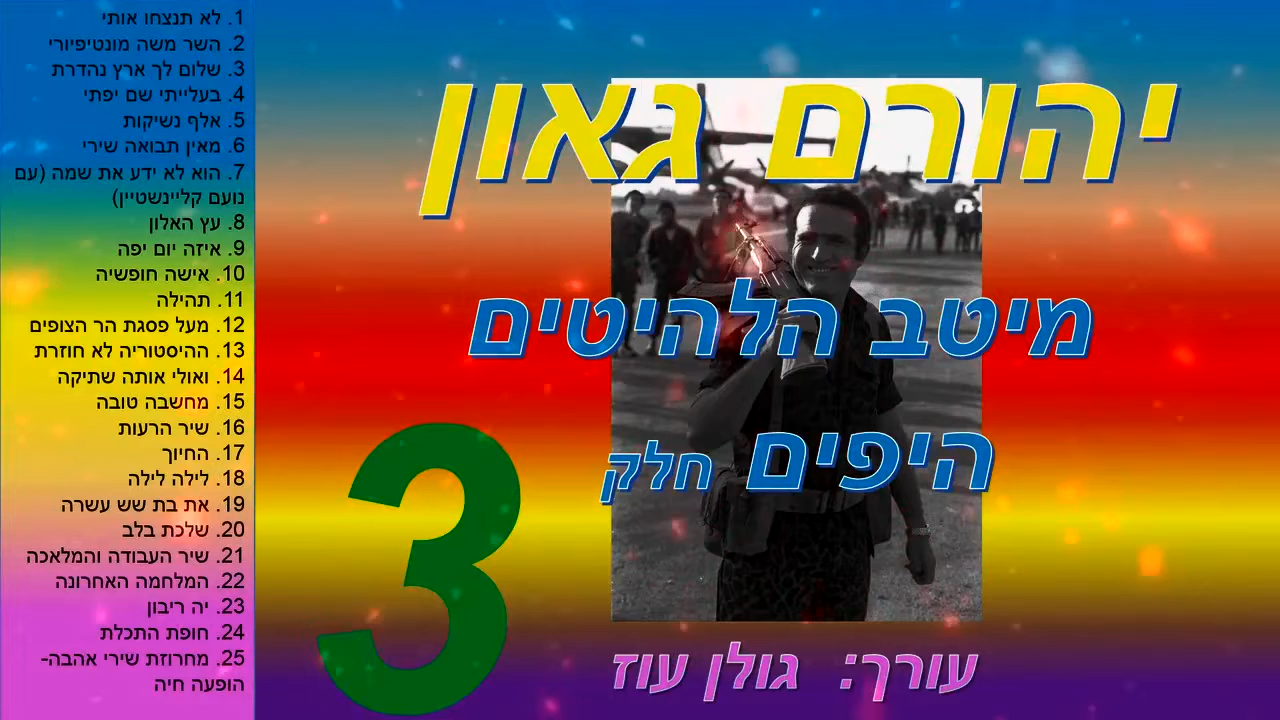 יהורם גאון
מיטב הלהיטים
היפים חלק
3
עורך: גולן עוז
1. לא תנצחו אותי
2. השר משה מונטיפיורי
3. שלום לך ארץ נהדרת
4. בעלייתי שם יפתי
5. אלף נשיקות
6. מאין תבואה שירי
7. הוא לא ידע את שמה (עם
נועם קליינשטיין)
8. עץ האלון
9. איזה יום יפה
10. אישה חופשיה
11. תהילה
12. מעל פסגת הר הצופים
13. ההיסטוריה לא חוזרת
14. ואולי אותה שתיקה
15. מחשבה טובה
16. שיר הרעות
17. החיוך
18. לילה לילה
19. את בת שש עשרה
20. שלכת בלב
21. שיר העבודה והמלאכה
22. המלחמה האחרונה
23. יה ריבון
24. חופת התכלת
25. מחרוזת שירי אהבה-
הופעה חיה